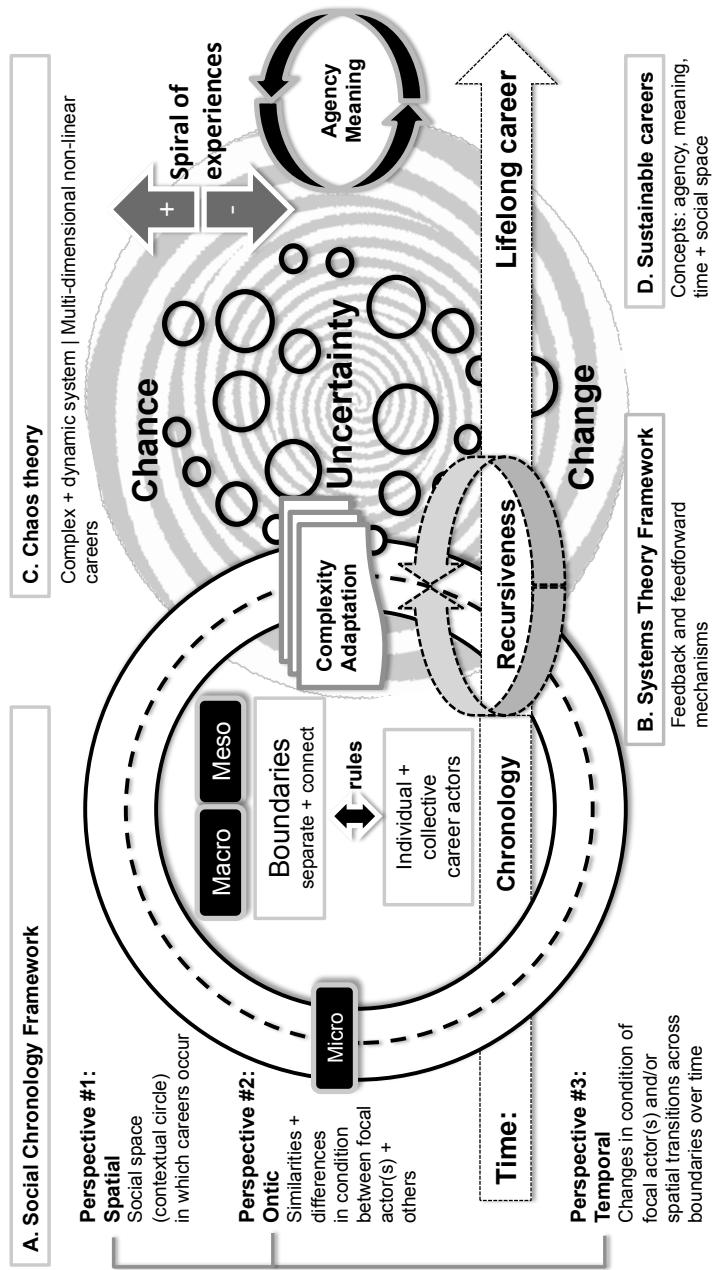 A. Social Chronology Framework
Perspective #1:
Spatial
Social space
(contextual circle)
in which careers occur
Perspective #2:
Ontic
Similarities +
differences
in condition
between focal
actor(s) +
others
Perspective #3:
Temporal
Changes in condition of
focal actor(s) and/or
spatial transitions across
boundaries over time
Micro
Macro
Meso
Boundaries
separate + connect
rules
Individual +
collective
career actors
Time:
Chronology
Recursiveness
Lifelong career
Complexity
Adaptation
C. Chaos theory
Complex + dynamic system | Multi-dimensional non-linear
careers
Chance
Uncertainty
Change
+
-
Spiral of
experiences
Agency
Meaning
B. Systems Theory Framework
Feedback and feedforward
mechanisms
D. Sustainable careers
Concepts: agency, meaning,
time + social space